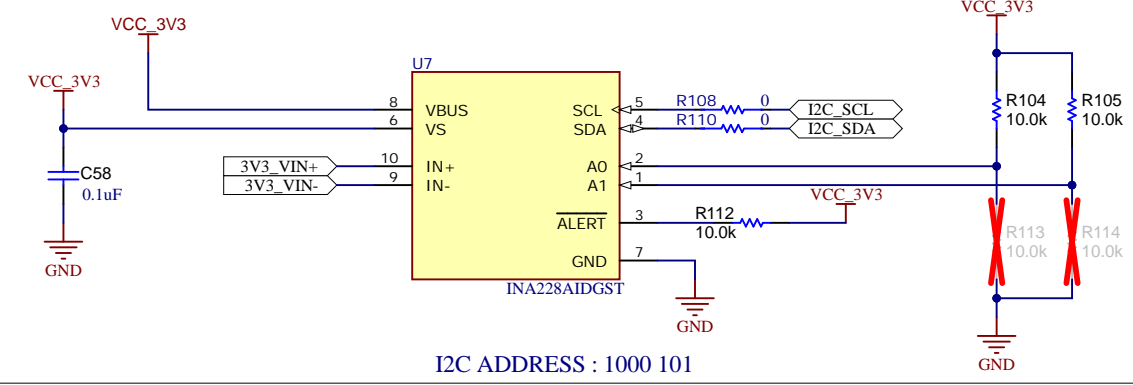 VCC_3V3
VCC_3V3
VCC_3V3
U7
8 VBUS
6 VS
10 IN+
9 IN-
SCL 5
SDA 4
A0 2
A1 1
ALERT 3
GND 7
INA228AIDGST
3V3_VIN+
3V3_VIN-
C58
0.1uF
GND
R108 0 I2C_SCL
R110 0 I2C_SDA
R104
10.0k
R105
10.0k
VCC_3V3
R112
10.0k
R113
10.0k
R114
10.0k
GND
GND
I2C ADDRESS : 1000 101